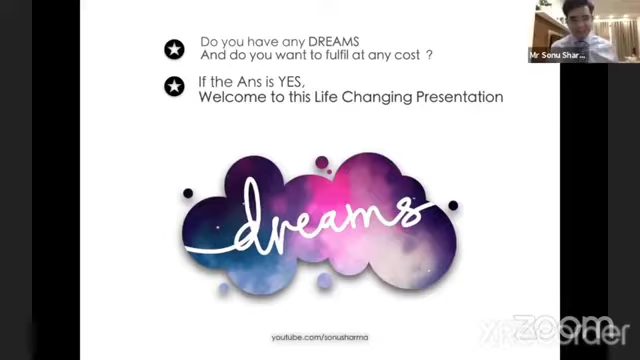 Do you have any DREAMS
And do you want to fulfil at any cost ?
If the Ans is YES,
Welcome to this Life Changing Presentation
Mr Sonu Shar...
dreams
youtube.com/sonusharma
zoom
XRecorder